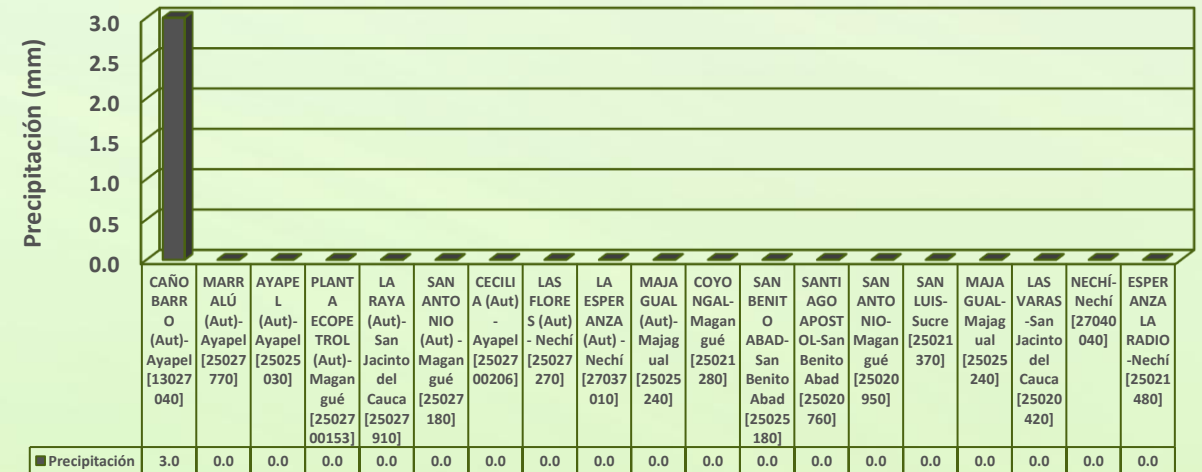 Precipitación (mm)
3.0
2.5
2.0
1.5
1.0
0.5
0.0
CAÑO
BARR
O
(Aut)-
Ayapel
[13027
040]
MARR
ALÚ
(Aut)-
Ayapel
[25027
770]
AYAPE
L
(Aut)-
Ayapel
[25025
030]
PLANT
A
ECOPE
TROL
(Aut)-
Magan
gué
[25027
00153]
LA
RAYA
(Aut)-
San
Jacinto
del
Cauca
[25027
910]
SAN
ANTO
NIO
(Aut) -
Magan
gué
[25027
180]
CECILI
A (Aut)
-
Ayapel
[25027
00206]
LAS
FLORE
S (Aut)
- Nechí
[25027
270]
LA
ESPER
ANZA
(Aut) -
Nechí
[27037
010]
MAJA
GUAL
(Aut)-
Majag
ual
[25025
240]
COYO
NGAL-
Magan
gué
[25021
280]
SAN
BENIT
O
ABAD-
San
Benito
Abad
[25025
180]
SANTI
AGO
APOST
OL-San
Benito
Abad
[25020
760]
SAN
ANTO
NIO-
Magan
gué
[25020
950]
SAN
LUIS-
Sucre
[25021
370]
MAJA
GUAL-
Majag
ual
[25025
240]
LAS
VARAS
-San
Jacinto
del
Cauca
[25020
420]
NECHÍ-
Nechí
[27040
040]
ESPER
ANZA
LA
RADIO
-Nechí
[25021
480]
Precipitación 3.0 0.0 0.0 0.0 0.0 0.0 0.0 0.0 0.0 0.0 0.0 0.0 0.0 0.0 0.0 0.0 0.0 0.0 0.0